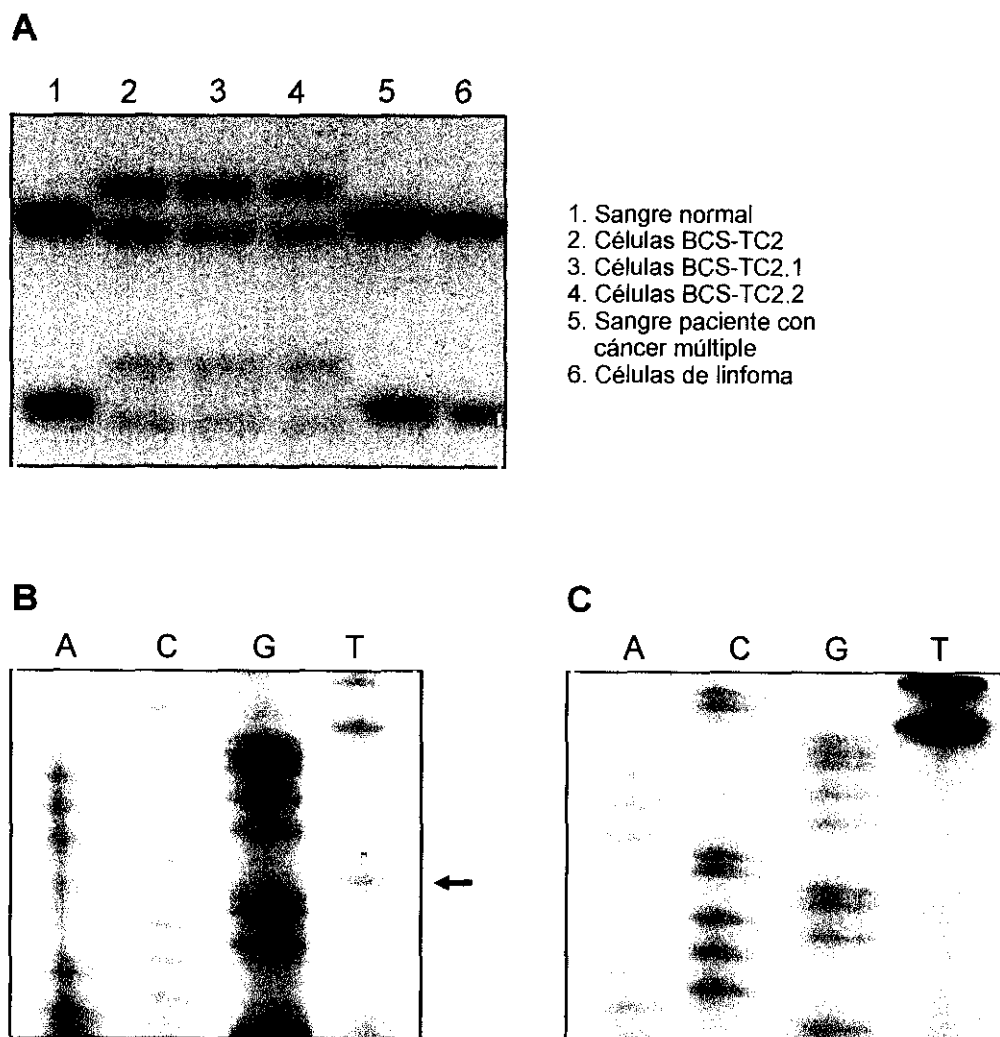 A
1 2 3 4 5 6
1. Sangre normal
2. Células BCS-TC2
3. Células BCS-TC2.1
4. Células BCS-TC2.2
5. Sangre paciente con
cáncer múltiple
6. Células de linfoma
B
A C G T
C
A C G T